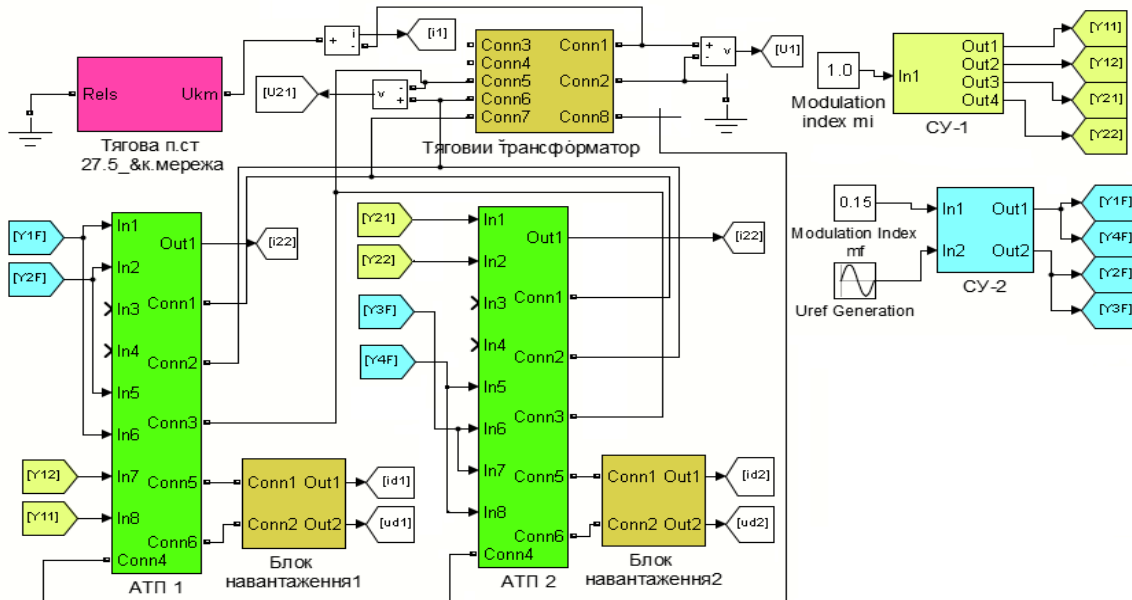 [i1]
[U1]
[U21]
Rels Ukm
Тягова п.ст
27.5_&к.мережа
Conn3 Conn1
Conn4
Conn5 Conn2
Conn6
Conn7 Conn8
Тяговии трансформатор
+ i -
- v +
+ v -
1.0
Modulation
index mi
In1
Out1
Out2
Out3
Out4
СУ-1
[Y11]
[Y12]
[Y21]
[Y22]
0.15
Modulation Index
mf
Uref Generation
In1 Out1
In2 Out2
СУ-2
[Y1F]
[Y4F]
[Y2F]
[Y3F]
[Y1F]
[Y2F]
[Y12]
[Y11]
In1
Out1
In2
In3
Conn1
In4
Conn2
In5
In6
Conn3
In7
Conn5
In8
Conn6
Conn4
АТП 1
[i22]
Conn1 Out1
Conn2 Out2
Блок
навантаження1
[id1]
[ud1]
[Y21]
[Y22]
[Y3F]
[Y4F]
In1
Out1
In2
In3
Conn1
In4
Conn2
In5
In6
Conn3
In7
Conn5
In8
Conn6
Conn4
АТП 2
[i22]
Conn1 Out1
Conn2 Out2
Блок
навантаження2
[id2]
[ud2]